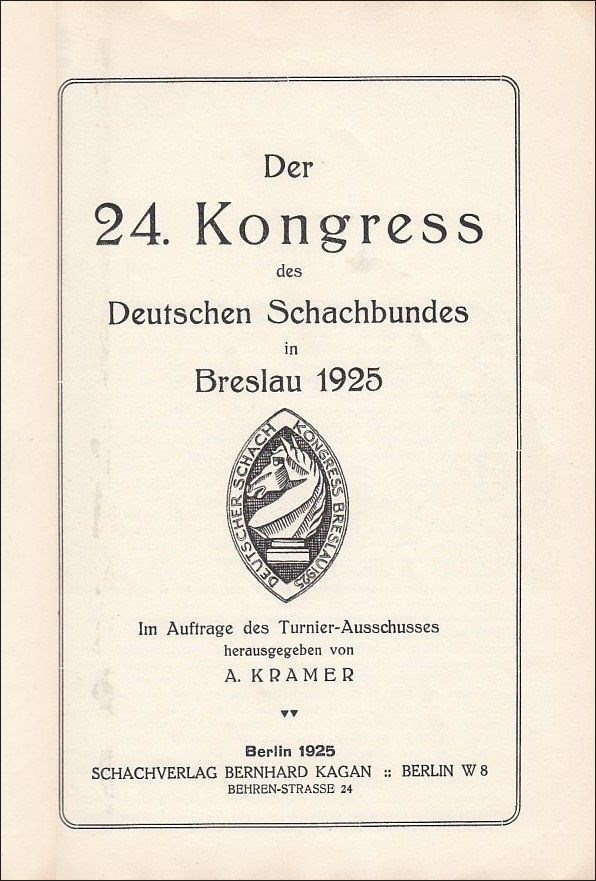 Der
24. Kongress
des
Deutschen Schachbundes
in
Breslau 1925
DEUTSCHER SCHACH KONGRESS BRESLAU 1925
Im Auftrage des Turnier-Ausschusses
herausgegeben von
A. KRAMER
Berlin 1925
SCHACHVERLAG BERNHARD KAGAN :: BERLIN W 8
BEHREN-STRASSE 24